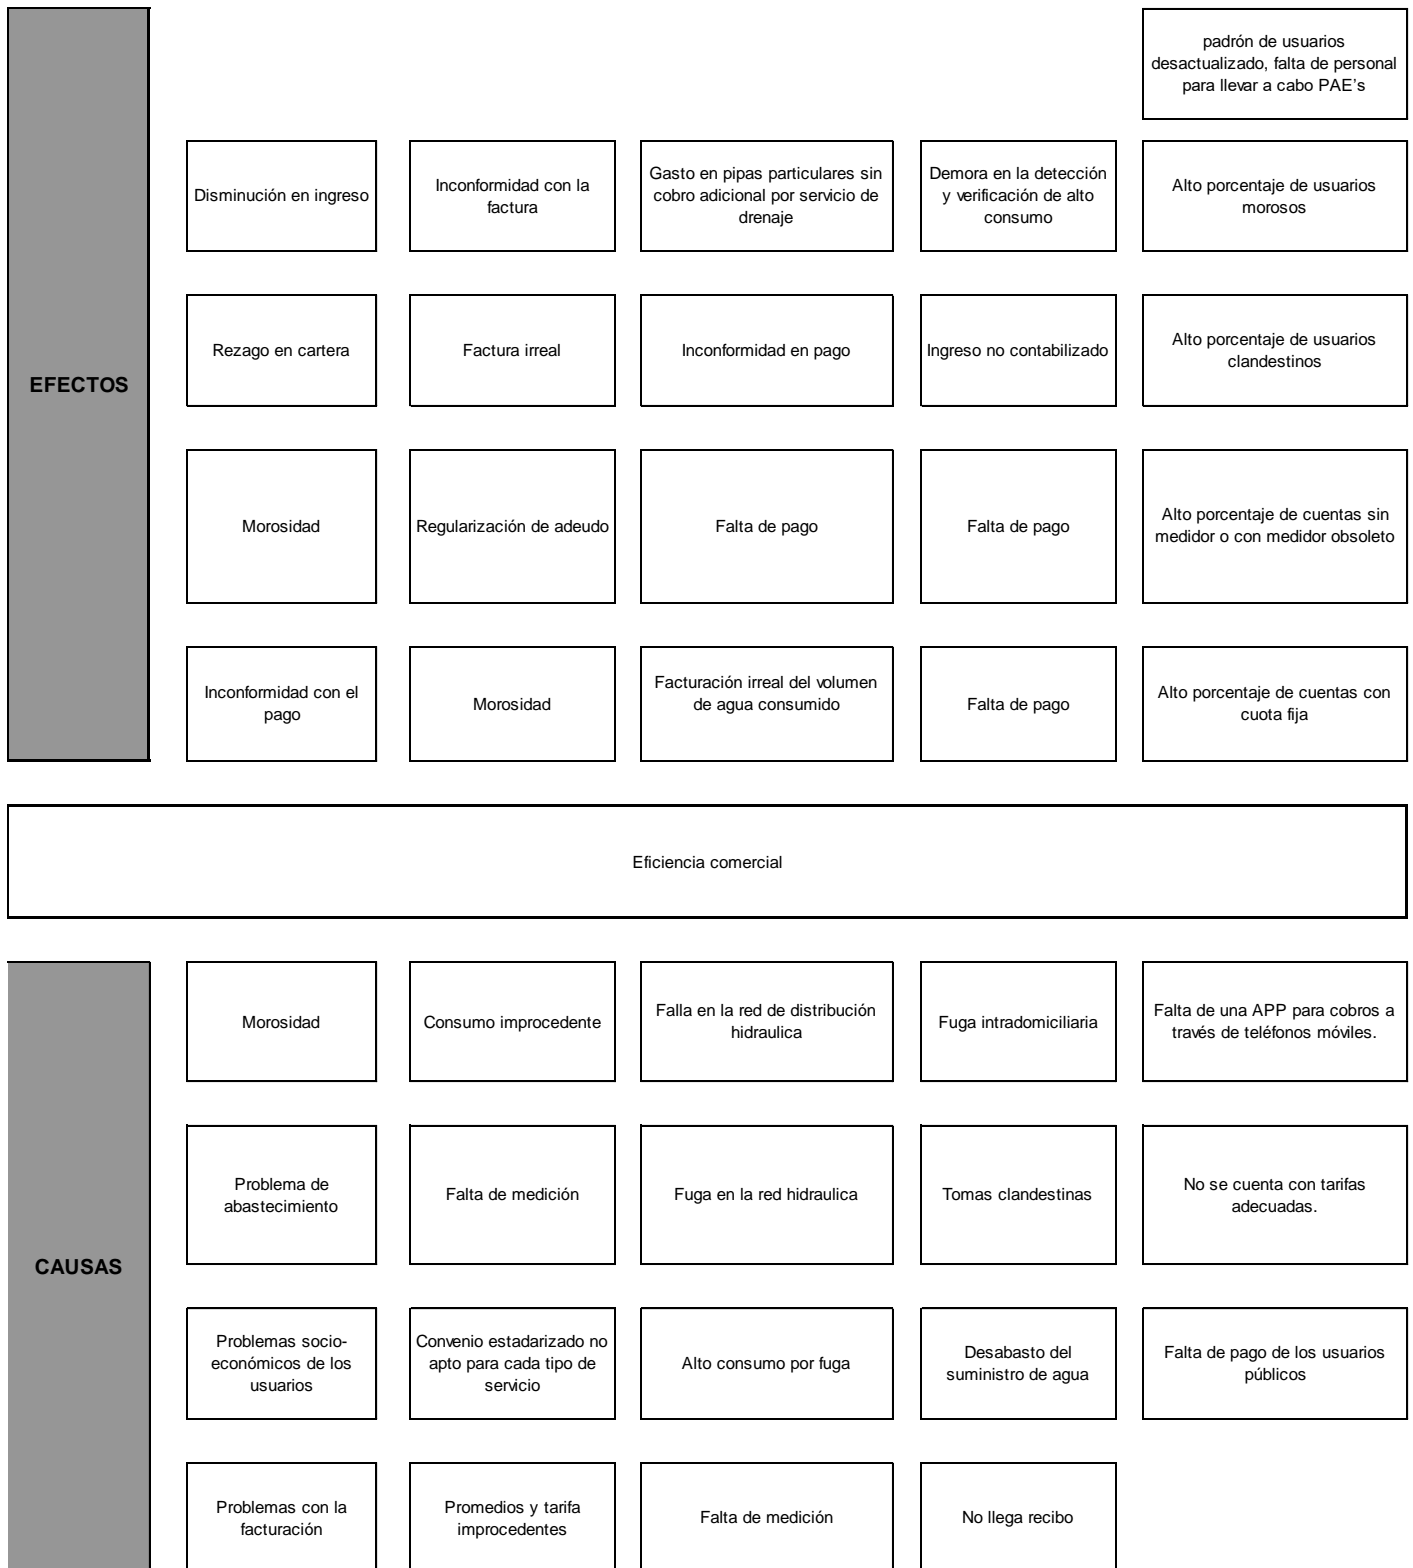 padrón de usuarios
desactualizado, falta de personal
para llevar a cabo PAE's
Disminución en ingreso
Inconformidad con la
factura
Gasto en pipas particulares sin
cobro adicional por servicio de
drenaje
Demora en la detección
y verificación de alto
consumo
Alto porcentaje de usuarios
morosos
Rezago en cartera
Factura irreal
Inconformidad en pago
Ingreso no contabilizado
Alto porcentaje de usuarios
clandestinos
EFECTOS
Morosidad
Regularización de adeudo
Falta de pago
Falta de pago
Alto porcentaje de cuentas sin
medidor o con medidor obsoleto
Inconformidad con el
pago
Morosidad
Facturación irreal del volumen
de agua consumido
Falta de pago
Alto porcentaje de cuentas con
cuota fija
Eficiencia comercial
Morosidad
Consumo improcedente
Falla en la red de distribución
hidraulica
Fuga intradomiciliaria
Falta de una APP para cobros a
través de teléfonos móviles.
Problema de
abastecimiento
Falta de medición
Fuga en la red hidraulica
Tomas clandestinas
No se cuenta con tarifas
adecuadas.
CAUSAS
Problemas socio-
económicos de los
usuarios
Convenio estadarizado no
apto para cada tipo de
servicio
Alto consumo por fuga
Desabasto del
suministro de agua
Falta de pago de los usuarios
públicos
Problemas con la
facturación
Promedios y tarifa
improcedentes
Falta de medición
No llega recibo